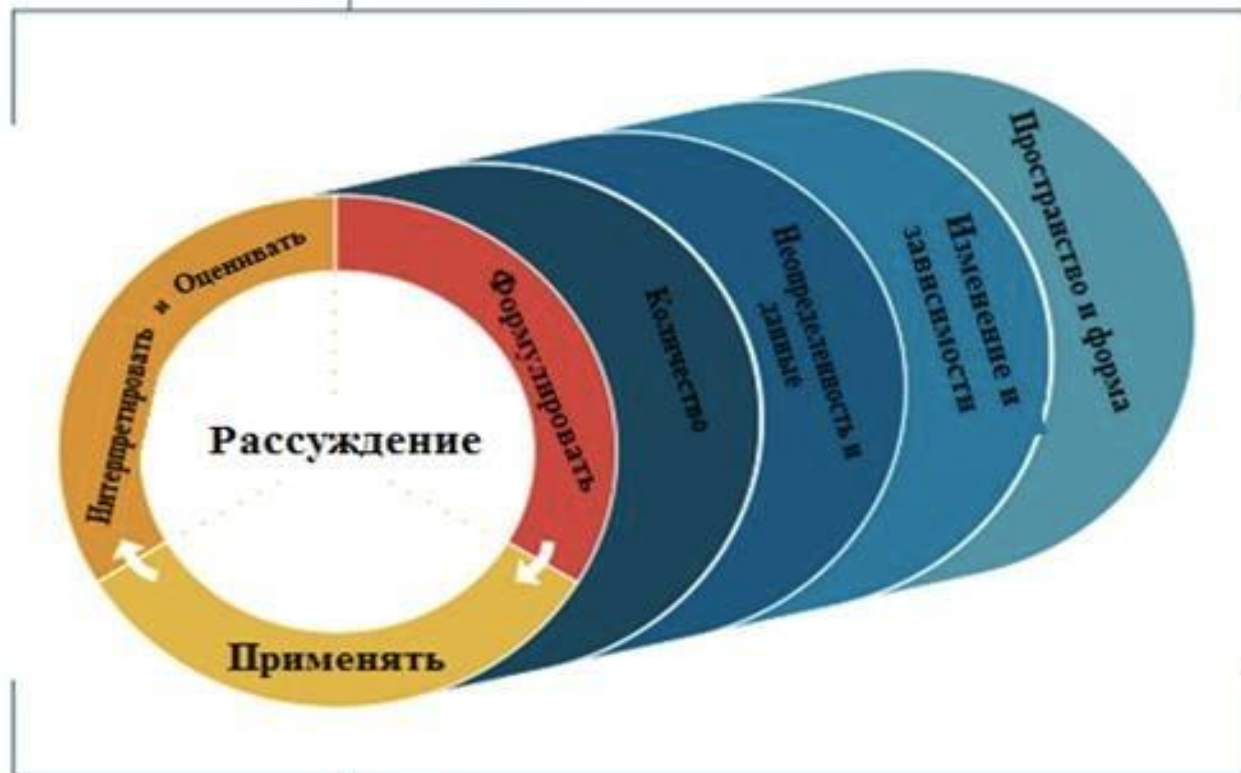 Интерпретировать и Оценивать
Формулировать
Рассуждение
Применять
Количество
Неопределенность и
данные
Изменение и
зависимости
Пространство и форма